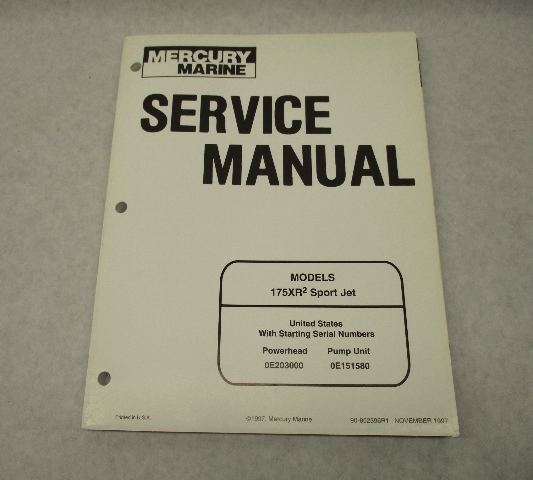 MERCURY
MARINE
SERVICE
MANUAL
MODELS
175XR2 Sport Jet
United States
With Starting Serial Numbers
Powerhead Pump Unit
0E203000 0E151580
Printed in U.S.A.
©1997, Mercury Marine
NOVEMBER 1997